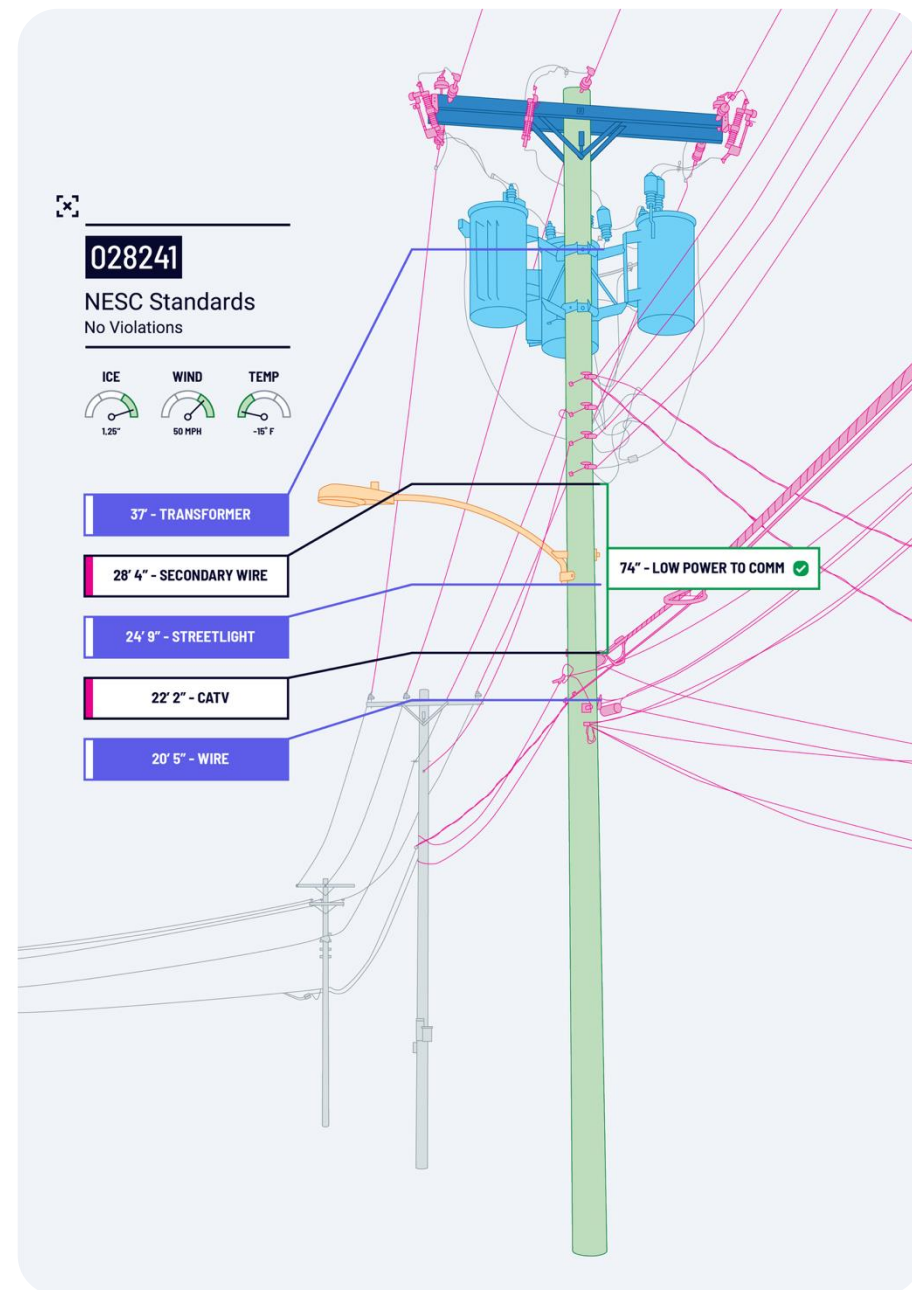 028241
NESC Standards
No Violations
ICE WIND TEMP
1.25" 50 MPH -15° F
37' - TRANSFORMER
28' 4" - SECONDARY WIRE
74" - LOW POWER TO COMM
24' 9" - STREETLIGHT
22' 2" - CATV
20' 5" - WIRE